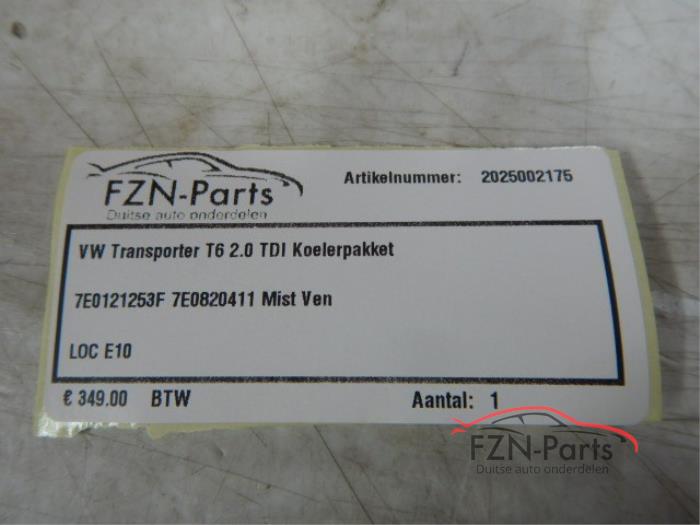 FZN-Parts
Duitse auto onderdelen
Artikelnummer: 2025002175
VW Transporter T6 2.0 TDI Koelerpakket
7E0121253F 7E0820411 Mist Ven
LOC E10
€ 349.00 BTW
Aantal: 1
FZN-Parts
Duitse auto onderdelen